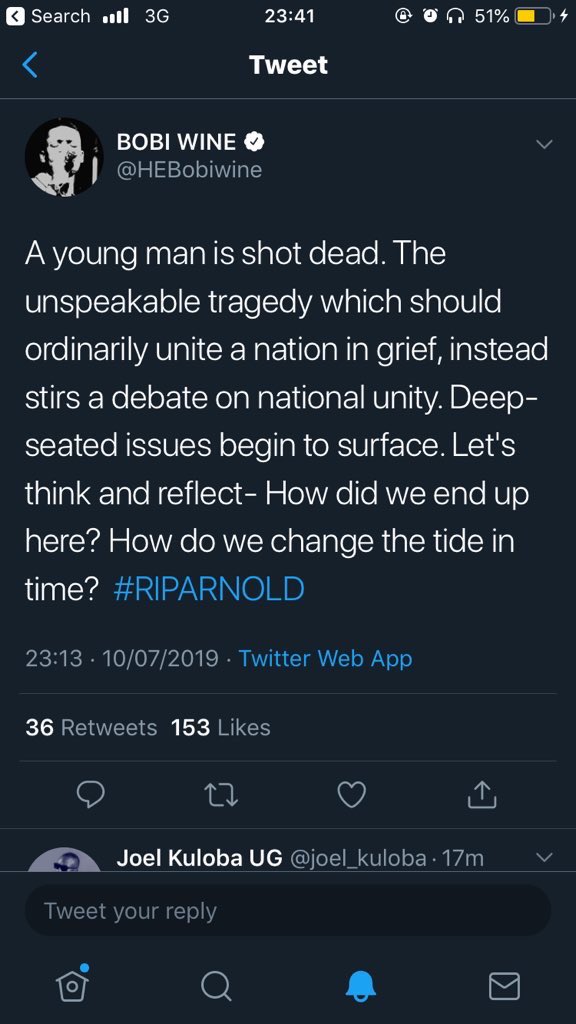 Search 3G 23:41 51%
Tweet
BOBI WINE
@HEBobiwine
A young man is shot dead. The
unspeakable tragedy which should
ordinarily unite a nation in grief, instead
stirs a debate on national unity. Deep-
seated issues begin to surface. Let's
think and reflect- How did we end up
here? How do we change the tide in
time? #RIPARNOLD
23:13 · 10/07/2019 · Twitter Web App
36 Retweets 153 Likes
Joel Kuloba UG @joel_kuloba · 17m
Tweet your reply